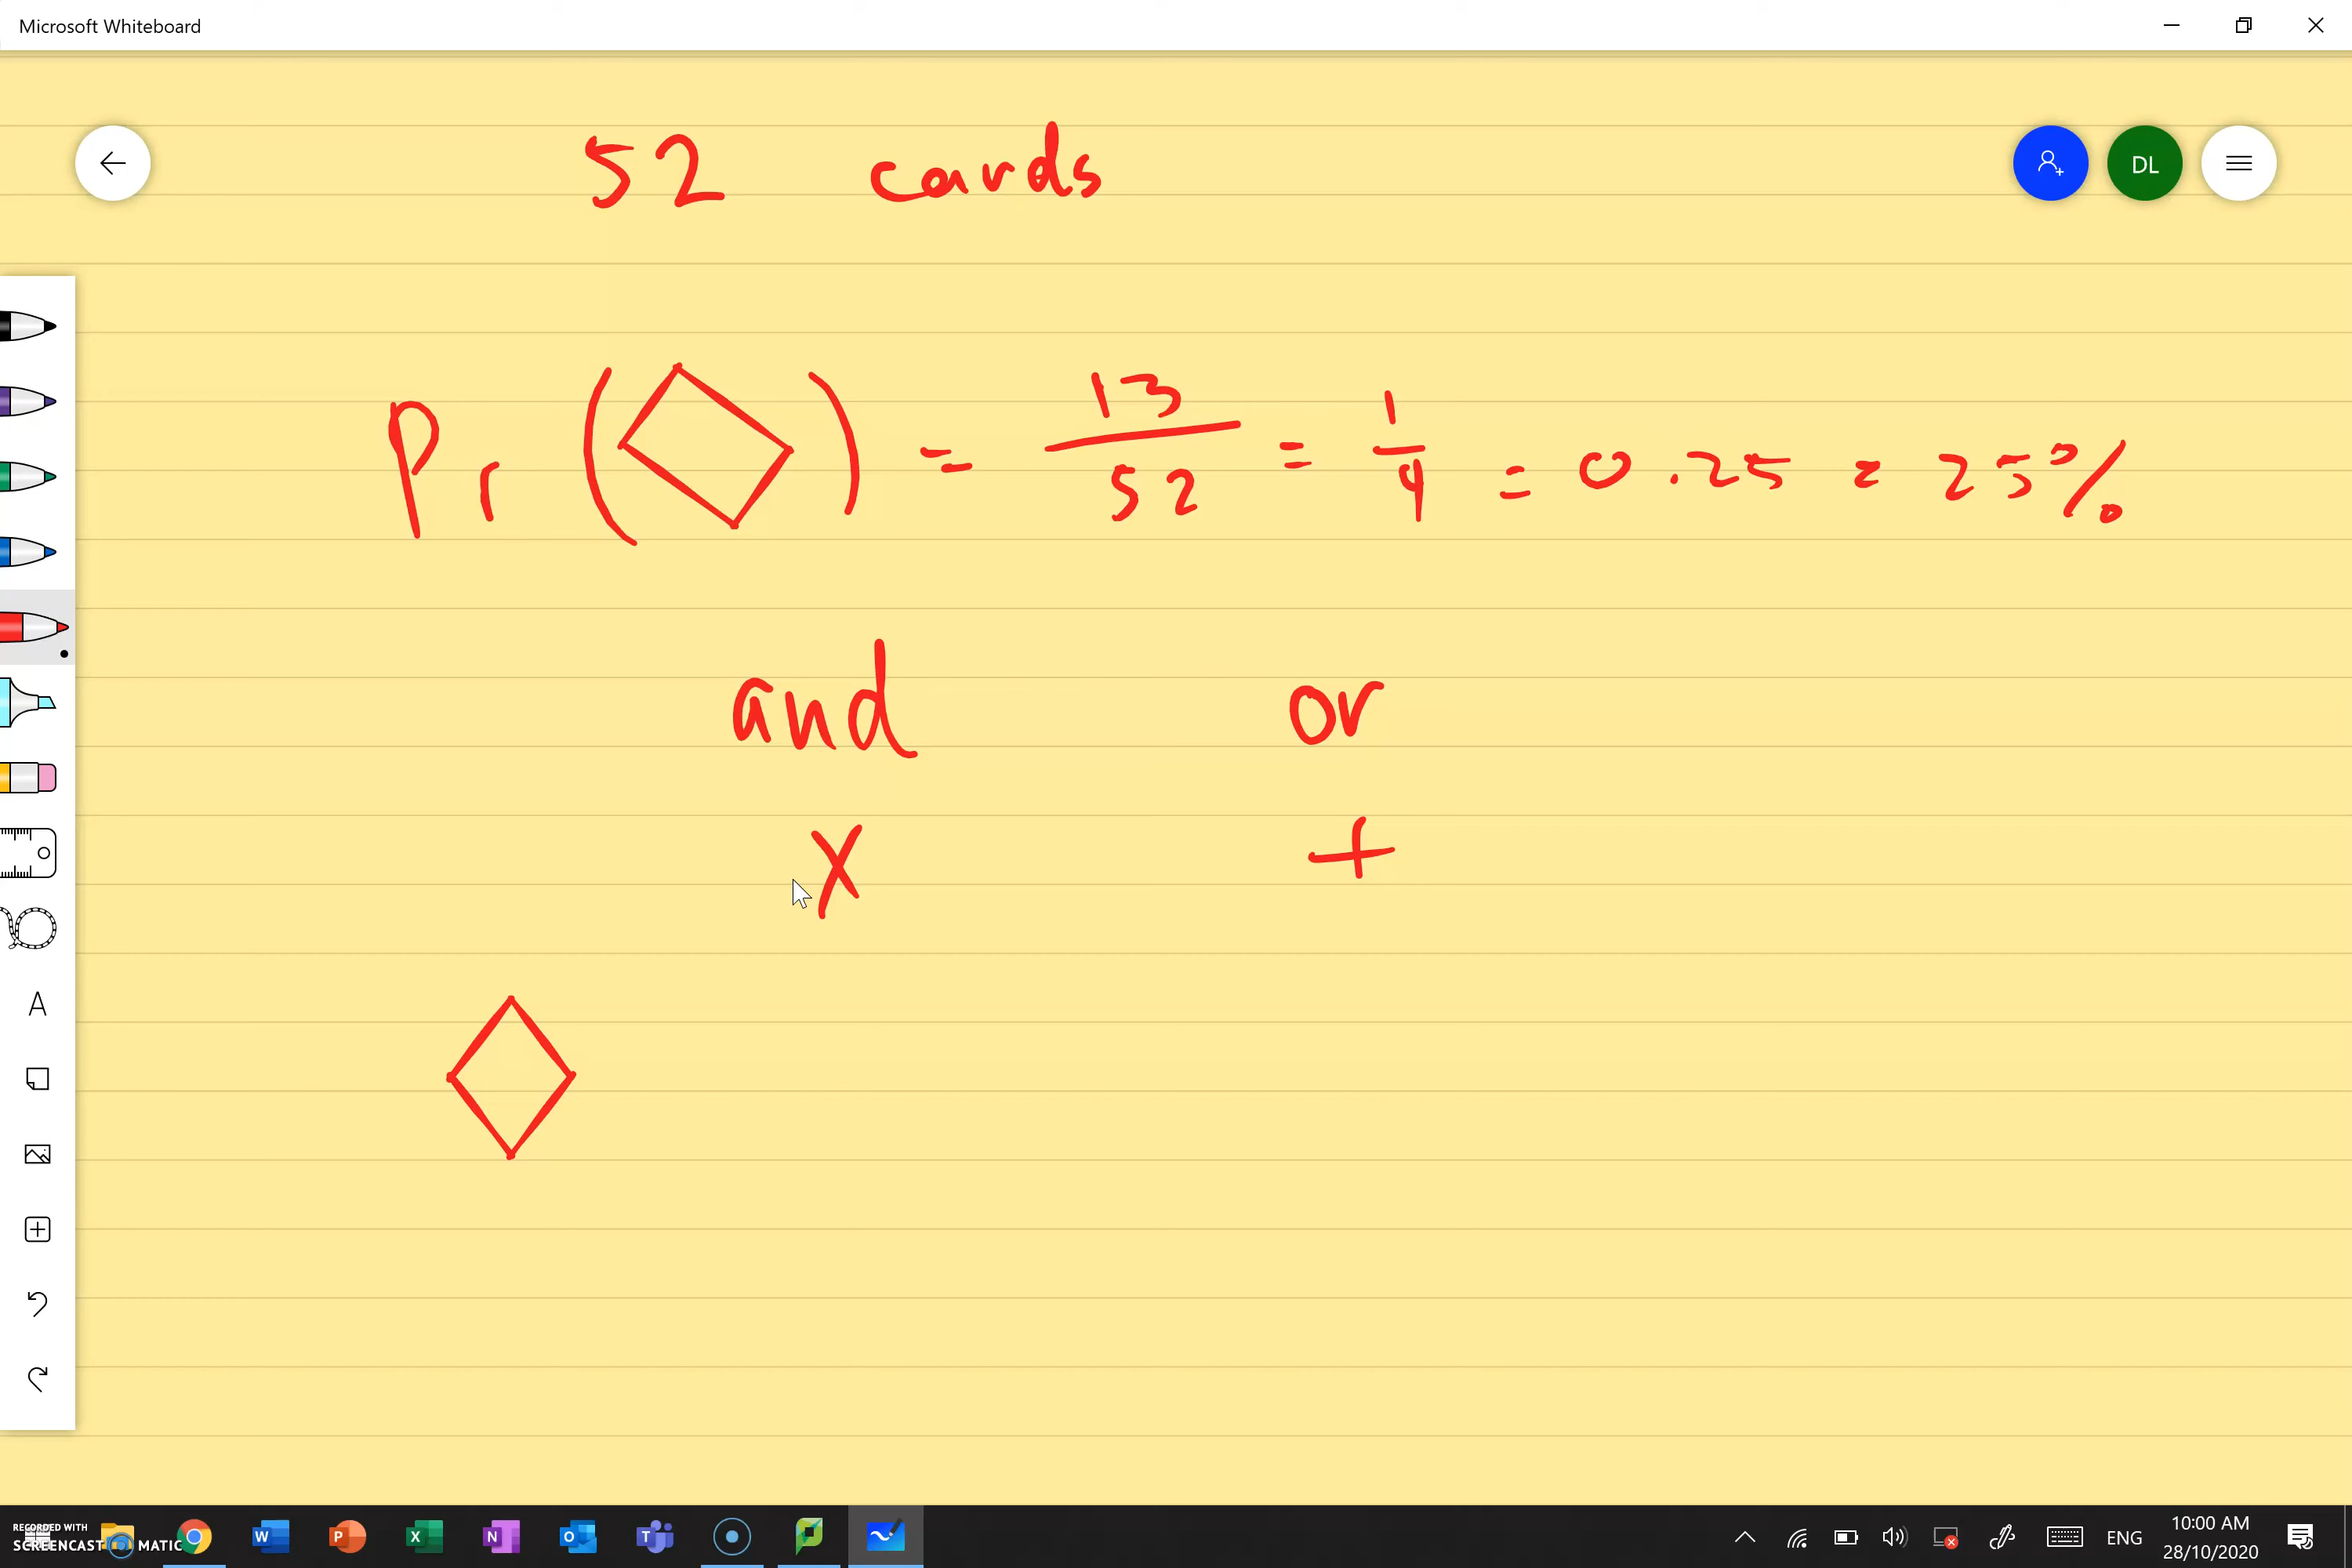 Microsoft Whiteboard
52 cards
DL
Pr ( ) = 13/52 = 1/4 = 0.25 = 25%
and or
× +
A
RECORDED WITH
SCREENCAST MATIC
W P X N O T
ENG
10:00 AM
28/10/2020